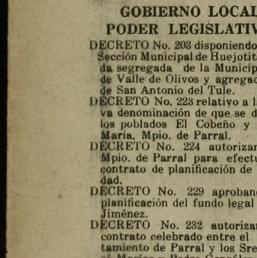 GOBIERNO LOCAL
PODER LEGISLATIV
DECRETO No. 203 disponiendo
Sección Municipal de Huejotit
da segregada de la Municip
de Valle de Olivos y agregad
de San Antonio del Tule.
DECRETO No. 223 relativo a l
va denominación de que se d
los poblados El Cobeño y
María, Mpio. de Parral.
DECRETO No. 224 autorizan
Mpio. de Parral para efectu
contrato de planificación de
dad.
DECRETO No. 229 aproban
planificación del fundo legal
Jiménez.
DECRETO No. 232 autoriza
contrato celebrado entre el
tamiento de Parral y los Sre